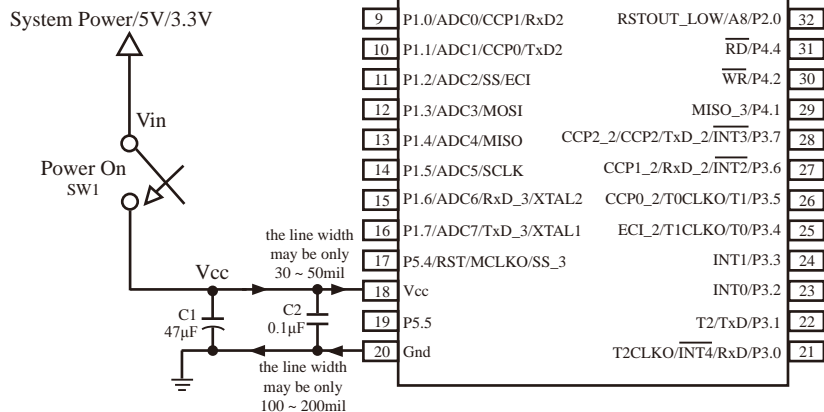 System Power/5V/3.3V
Vin
Power On
SW1
Vcc
the line width
may be only
30 ~ 50mil
C1
47μF
C2
0.1μF
the line width
may be only
100 ~ 200mil
9 P1.0/ADC0/CCP1/RxD2 RSTOUT_LOW/A8/P2.0 32
10 P1.1/ADC1/CCP0/TxD2 RD/P4.4 31
11 P1.2/ADC2/SS/ECI WR/P4.2 30
12 P1.3/ADC3/MOSI MISO_3/P4.1 29
13 P1.4/ADC4/MISO CCP2_2/CCP2/TxD_2/INT3/P3.7 28
14 P1.5/ADC5/SCLK CCP1_2/RxD_2/INT2/P3.6 27
15 P1.6/ADC6/RxD_3/XTAL2 CCP0_2/T0CLKO/T1/P3.5 26
16 P1.7/ADC7/TxD_3/XTAL1 ECI_2/T1CLKO/T0/P3.4 25
17 P5.4/RST/MCLKO/SS_3 INT1/P3.3 24
18 Vcc INT0/P3.2 23
19 P5.5 T2/TxD/P3.1 22
20 Gnd T2CLKO/INT4/RxD/P3.0 21